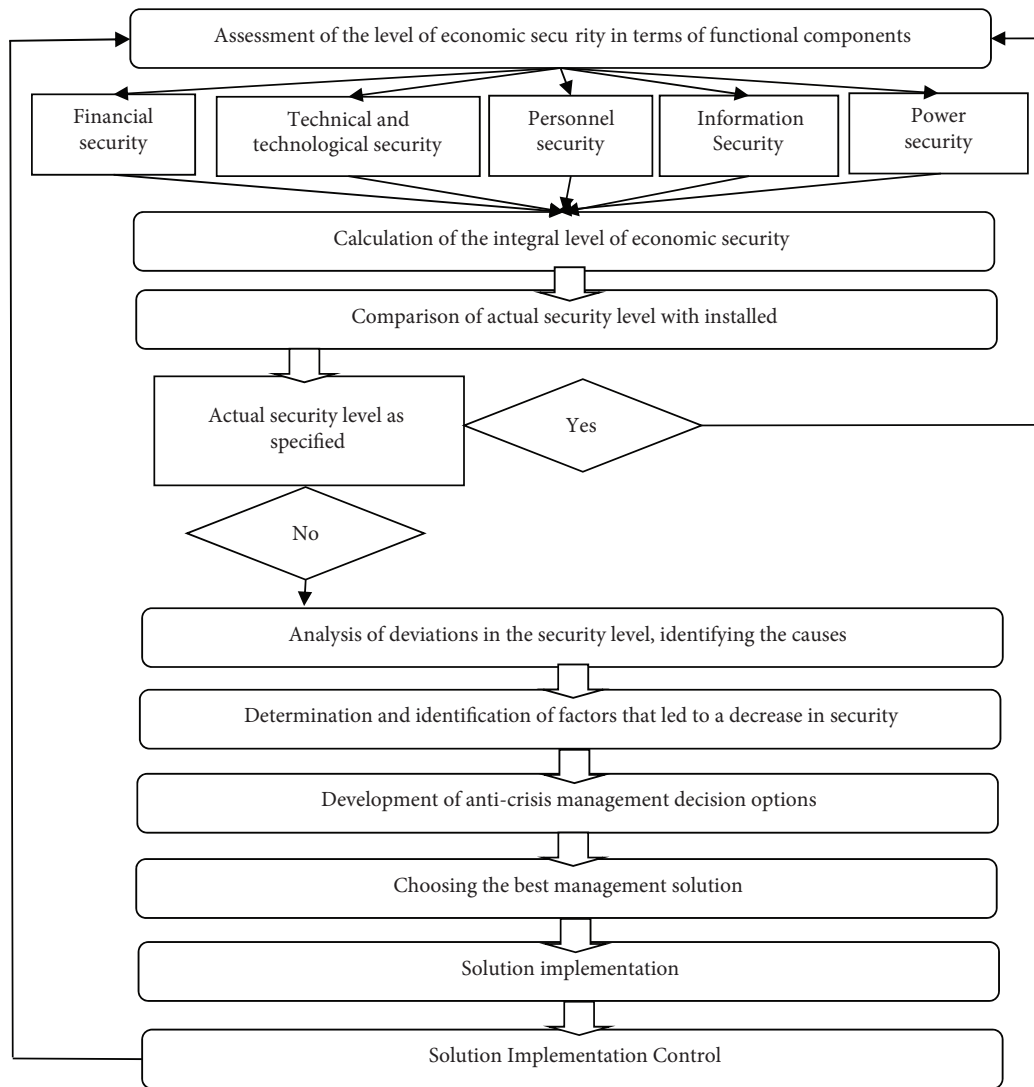 Assessment of the level of economic secu rity in terms of functional components
Financial
security
Technical and
technological security
Personnel
security
Information
Security
Power
security
Calculation of the integral level of economic security
Comparison of actual security level with installed
Actual security level as
specified
Yes
No
Analysis of deviations in the security level, identifying the causes
Determination and identification of factors that led to a decrease in security
Development of anti-crisis management decision options
Choosing the best management solution
Solution implementation
Solution Implementation Control